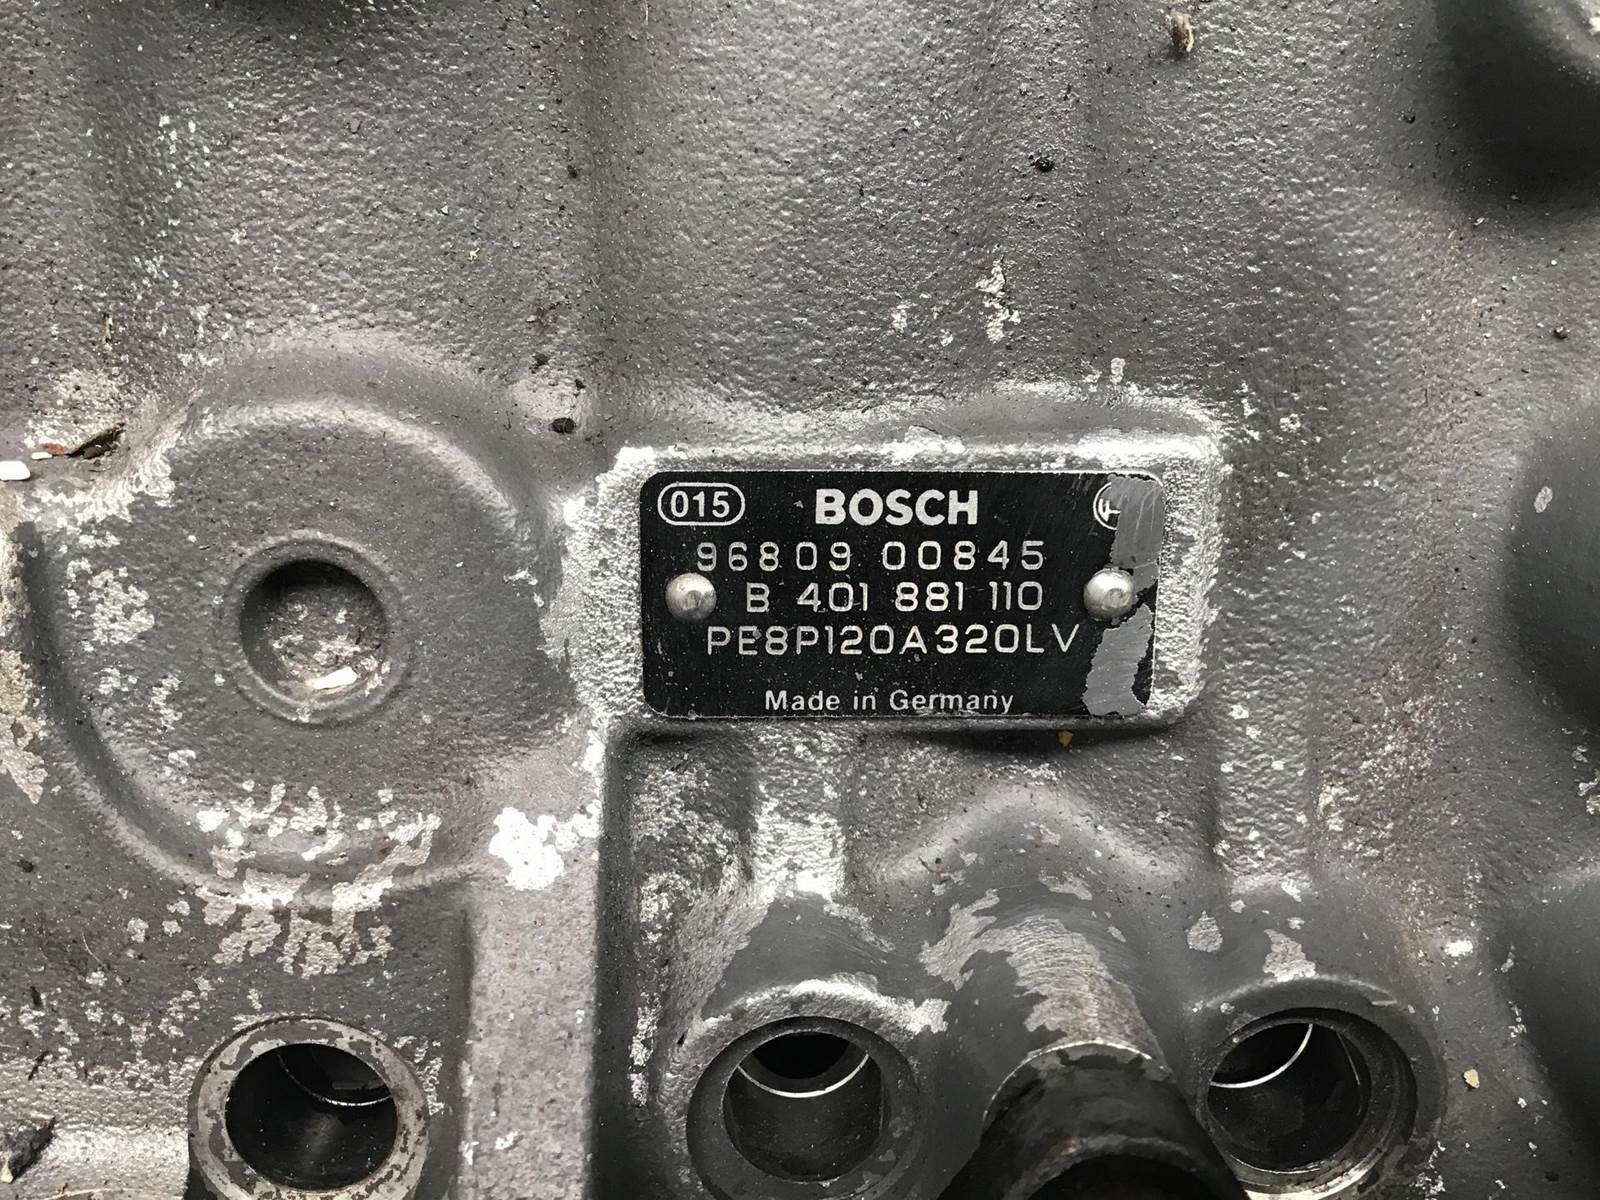 015 BOSCH
96809 00845
B 401 881 110
PE8P120A320LV
Made in Germany